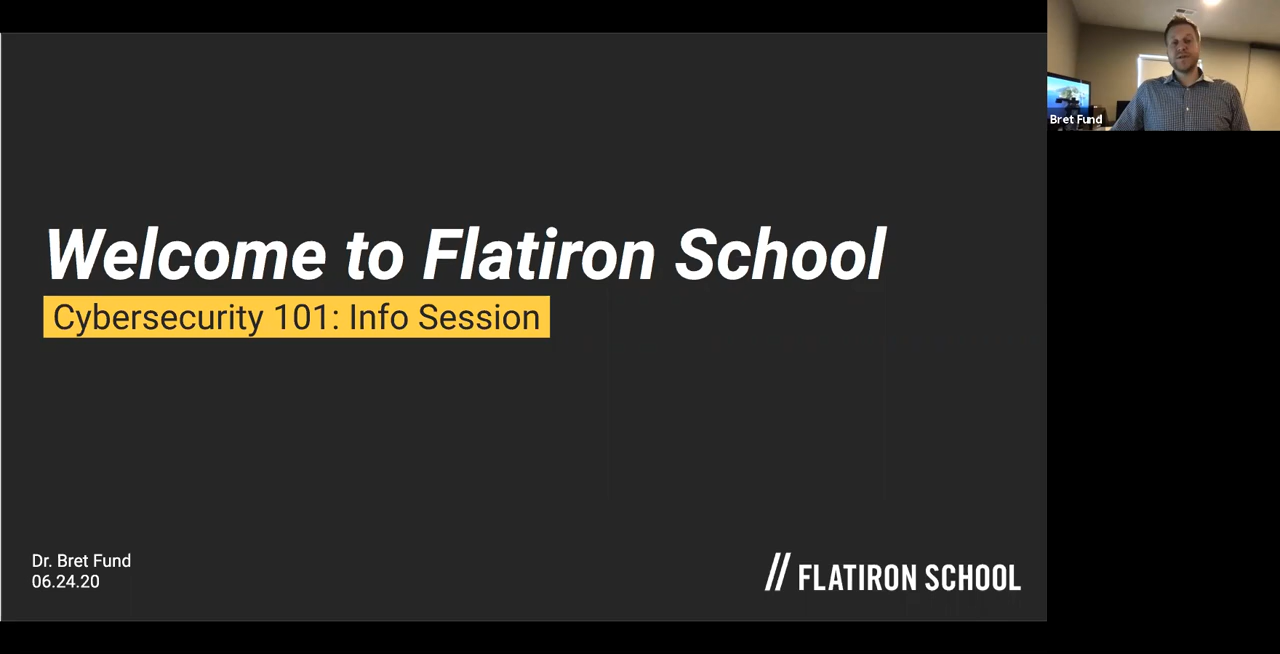 Welcome to Flatiron School
Cybersecurity 101: Info Session
Dr. Bret Fund
06.24.20
// FLATIRON SCHOOL
Bret Fund